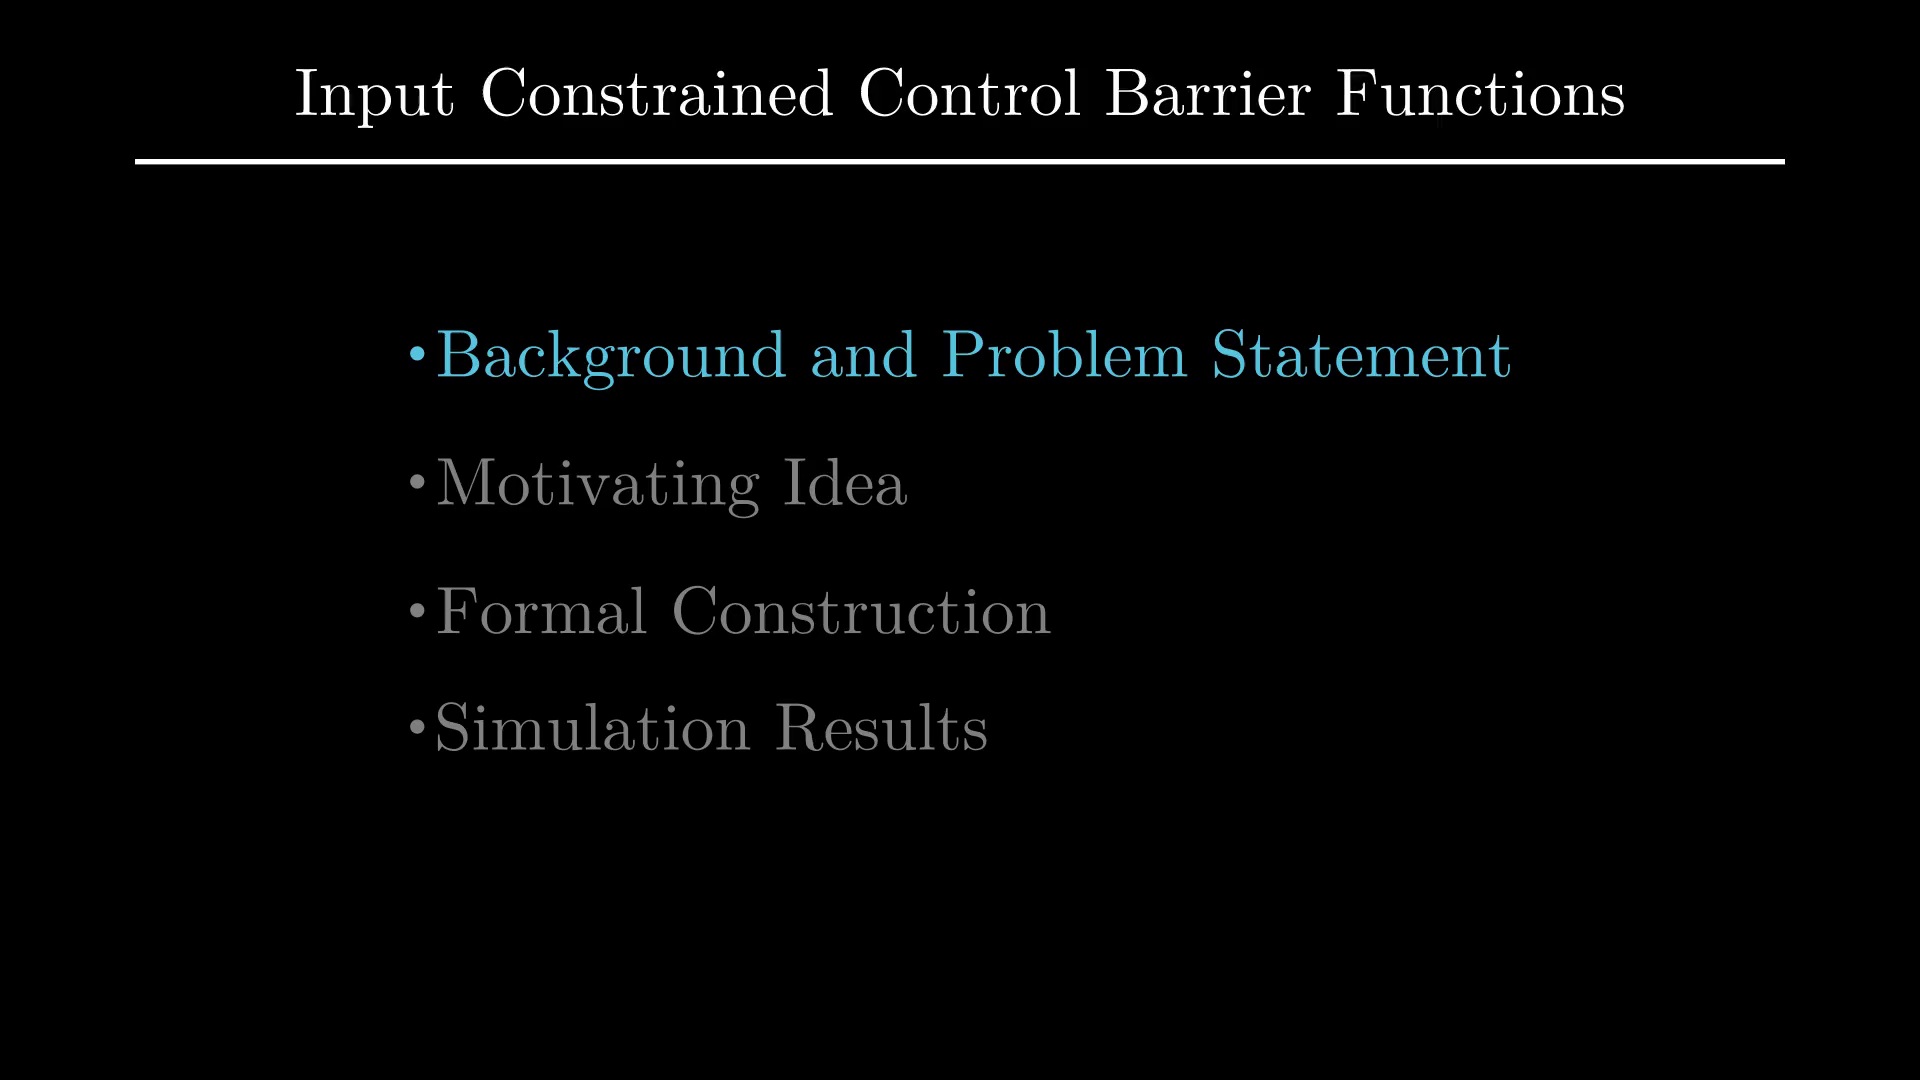 Input Constrained Control Barrier Functions
•Background and Problem Statement
•Motivating Idea
•Formal Construction
•Simulation Results